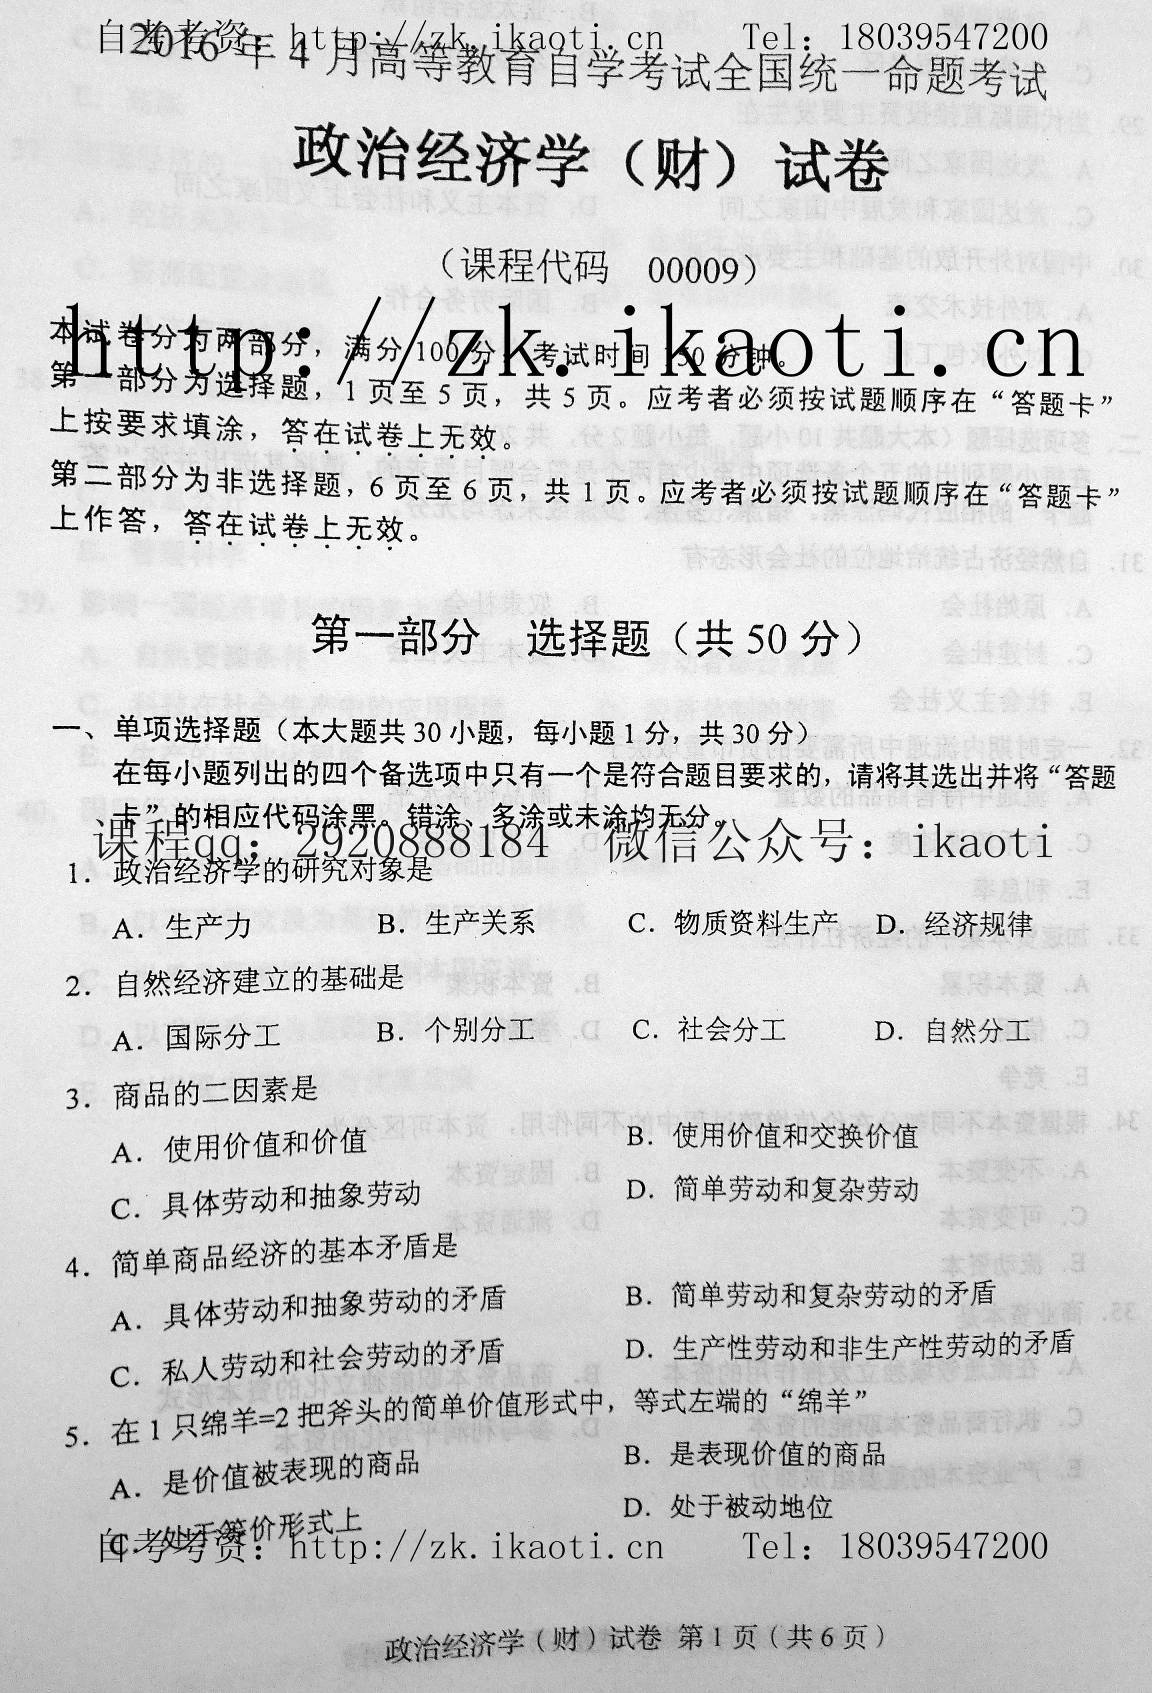 自考考资：http://zk.ikaoti.cn Tel：18039547200
2016年4月高等教育自学考试全国统一命题考试
政治经济学（财）试卷
（课程代码 00009）
http://zk.ikaoti.cn
本试卷分为两部分，满分100分，考试时间150分钟。
第一部分为选择题，1页至5页，共5页。应考者必须按试题顺序在“答题卡”
上按要求填涂，答在试卷上无效。
第二部分为非选择题，6页至6页，共1页。应考者必须按试题顺序在“答题卡”
上作答，答在试卷上无效。
第一部分 选择题（共50分）
一、单项选择题（本大题共30小题，每小题1分，共30分）
在每小题列出的四个备选项中只有一个是符合题目要求的，请将其选出并将“答题
卡”的相应代码涂黑。错涂、多涂或未涂均无分。
课程qq：2920888184 微信公众号：ikaoti
1．政治经济学的研究对象是
A．生产力 B．生产关系 C．物质资料生产 D．经济规律
2．自然经济建立的基础是
A．国际分工 B．个别分工 C．社会分工 D．自然分工
3．商品的二因素是
A．使用价值和价值 B．使用价值和交换价值
C．具体劳动和抽象劳动 D．简单劳动和复杂劳动
4．简单商品经济的基本矛盾是
A．具体劳动和抽象劳动的矛盾 B．简单劳动和复杂劳动的矛盾
C．私人劳动和社会劳动的矛盾 D．生产性劳动和非生产性劳动的矛盾
5．在1只绵羊=2把斧头的简单价值形式中，等式左端的“绵羊”
A．是价值被表现的商品 B．是表现价值的商品
C．处于等价形式上 D．处于被动地位
自考考资：http://zk.ikaoti.cn Tel：18039547200
政治经济学（财）试卷 第1页（共6页）